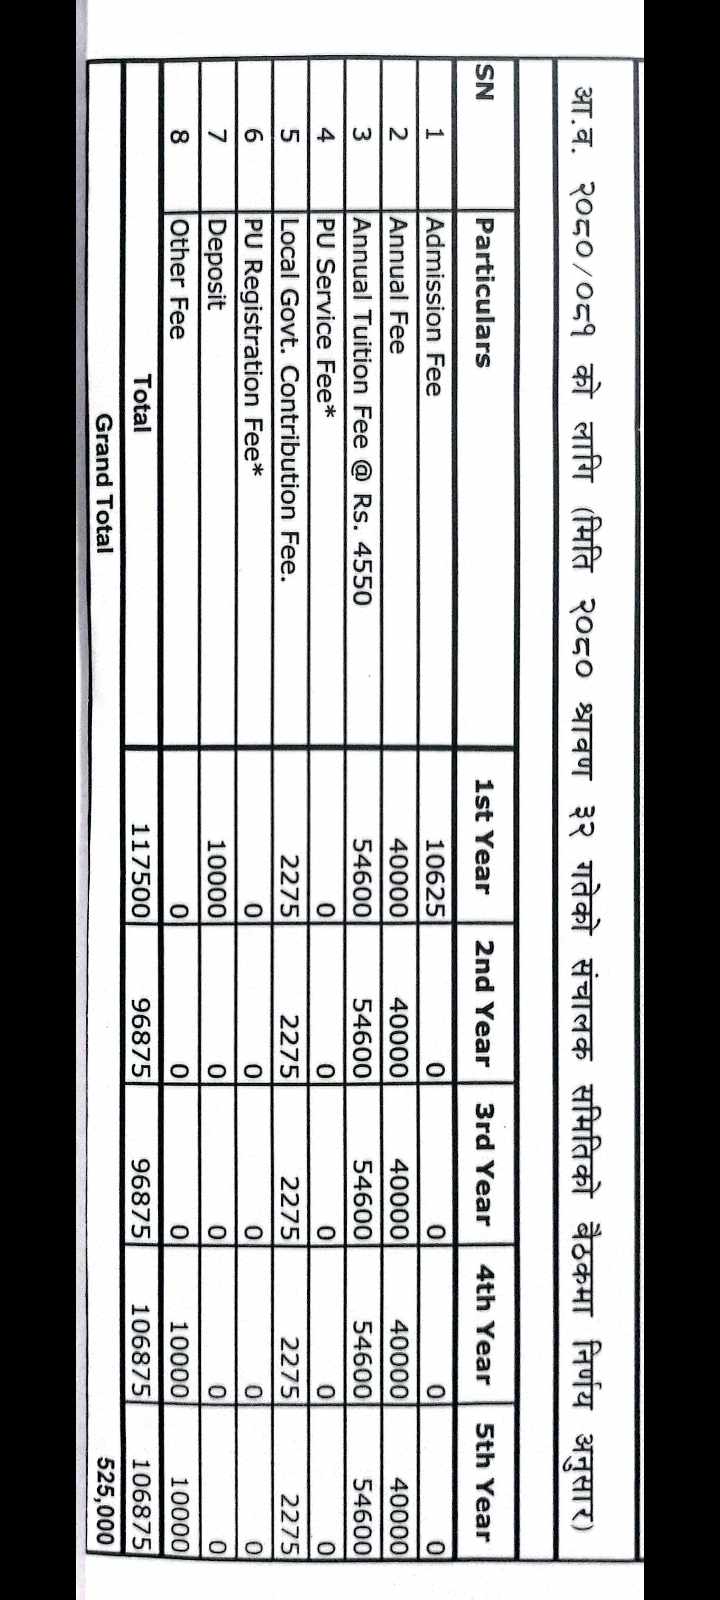 आ.व. २०८०/०८१ को लागि (मिति २०८० श्रावण ३२ गतेको संचालक समितिको बैठकमा निर्णय अनुसार)
SN Particulars 1st Year 2nd Year 3rd Year 4th Year 5th Year
1 Admission Fee 10625 0 0 0 0
2 Annual Fee 40000 40000 40000 40000 40000
3 Annual Tuition Fee @ Rs. 4550 54600 54600 54600 54600 54600
4 PU Service Fee* 0 0 0 0 0
5 Local Govt. Contribution Fee. 2275 2275 2275 2275 2275
6 PU Registration Fee* 0 0 0 0 0
7 Deposit 10000 0 0 0 0
8 Other Fee 0 0 0 10000 10000
Total 117500 96875 96875 106875 106875
Grand Total 525,000